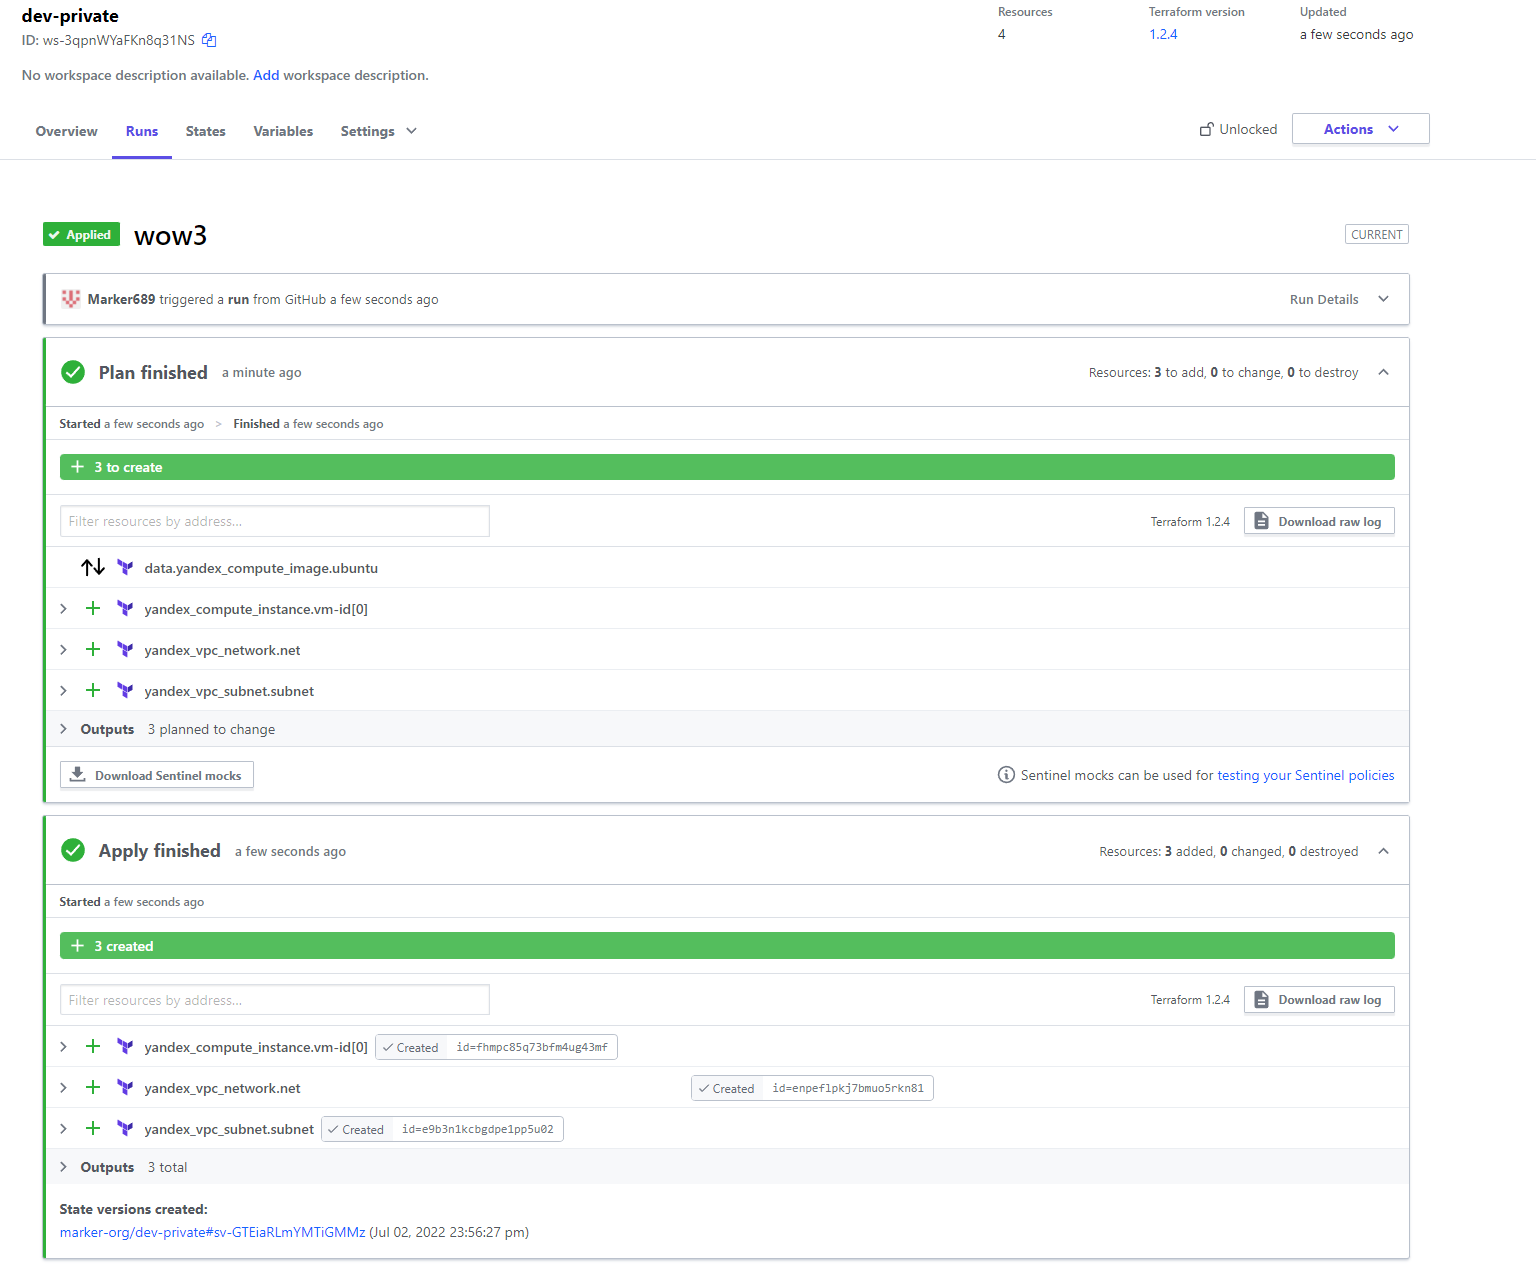 dev-private
Resources
Terraform version
Updated
ID: ws-3qpnWYaFKn8q31NS
4
1.2.4
a few seconds ago
No workspace description available. Add workspace description.
Overview
Runs
States
Variables
Settings
Unlocked
Actions
Applied
wow3
CURRENT
Marker689 triggered a run from GitHub a few seconds ago
Run Details
Plan finished a minute ago
Resources: 3 to add, 0 to change, 0 to destroy
Started a few seconds ago > Finished a few seconds ago
+ 3 to create
Filter resources by address...
Terraform 1.2.4
Download raw log
data.yandex_compute_image.ubuntu
yandex_compute_instance.vm-id[0]
yandex_vpc_network.net
yandex_vpc_subnet.subnet
Outputs 3 planned to change
Download Sentinel mocks
Sentinel mocks can be used for testing your Sentinel policies
Apply finished a few seconds ago
Resources: 3 added, 0 changed, 0 destroyed
Started a few seconds ago
+ 3 created
Filter resources by address...
Terraform 1.2.4
Download raw log
yandex_compute_instance.vm-id[0] Created id=fhmpc85q73bfm4ug43mf
yandex_vpc_network.net Created id=enpef1pkj7bmuo5rkn81
yandex_vpc_subnet.subnet Created id=e9b3n1kcbgdpe1pp5u02
Outputs 3 total
State versions created:
marker-org/dev-private#sv-GTEiaRLmYMTiGMMz (Jul 02, 2022 23:56:27 pm)